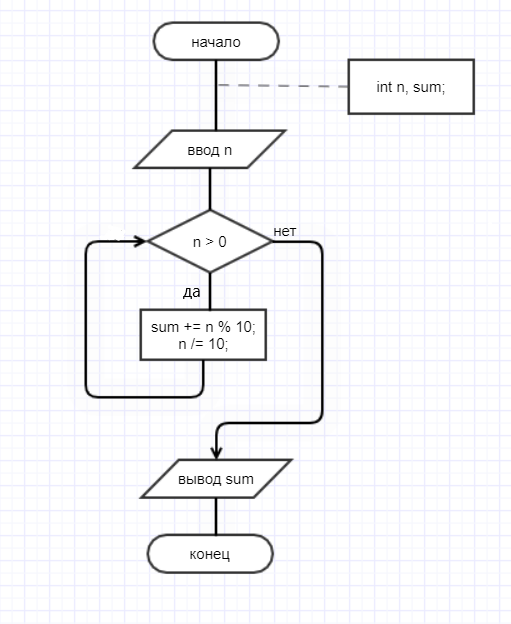 начало
int n, sum;
ввод n
n > 0
нет
да
sum += n % 10;
n /= 10;
вывод sum
конец